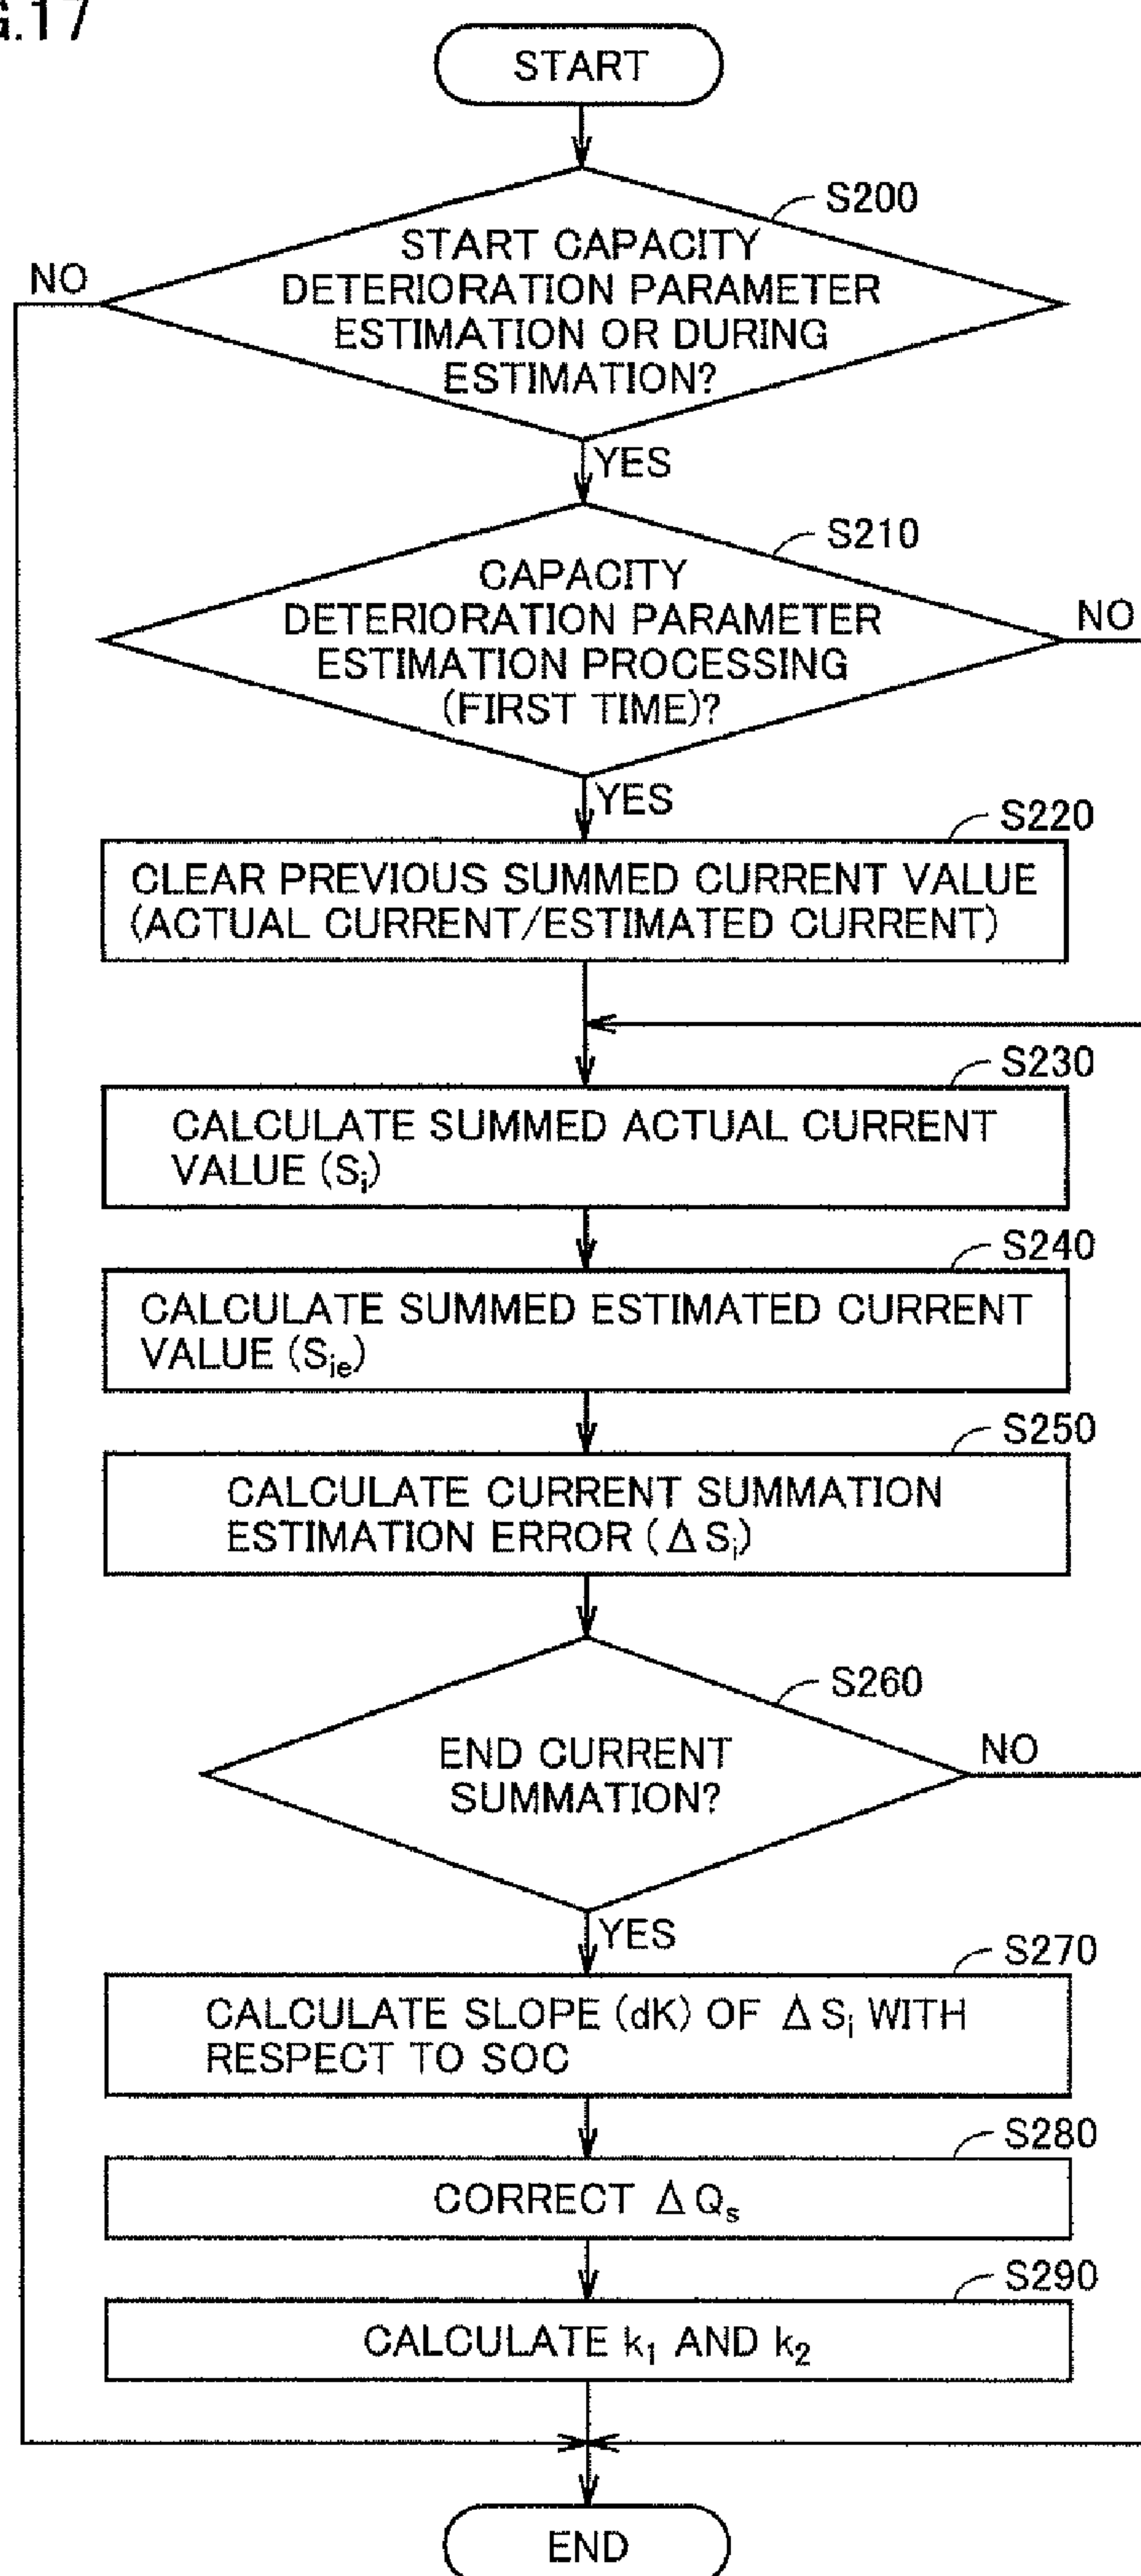 G.17
START
S200
START CAPACITY
DETERIORATION PARAMETER
ESTIMATION OR DURING
ESTIMATION?
NO
YES
S210
CAPACITY
DETERIORATION PARAMETER
ESTIMATION PROCESSING
(FIRST TIME)?
NO
YES
S220
CLEAR PREVIOUS SUMMED CURRENT VALUE
(ACTUAL CURRENT/ESTIMATED CURRENT)
S230
CALCULATE SUMMED ACTUAL CURRENT
VALUE (Si)
S240
CALCULATE SUMMED ESTIMATED CURRENT
VALUE (Sie)
S250
CALCULATE CURRENT SUMMATION
ESTIMATION ERROR (ΔSi)
S260
END CURRENT
SUMMATION?
NO
YES
S270
CALCULATE SLOPE (dK) OF ΔSi WITH
RESPECT TO SOC
S280
CORRECT ΔQs
S290
CALCULATE k1 AND k2
END